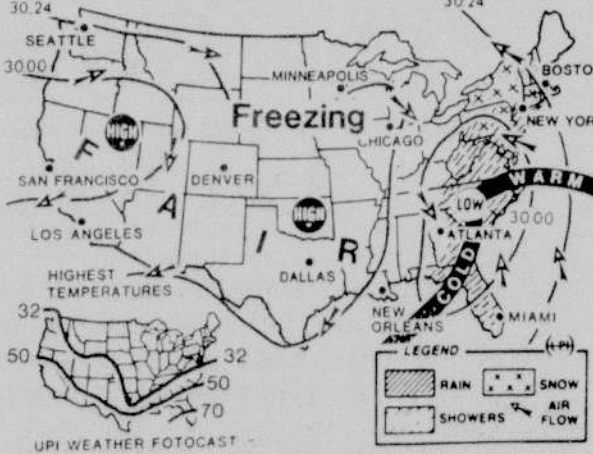 30.24
30.24
SEATTLE
30.00
BOSTON
MINNEAPOLIS
NEW YORK
Freezing
HIGH
CHICAGO
F
WARM
SAN FRANCISCO
DENVER
LOW
HIGH
A
30.00
LOS ANGELES
I
R
ATLANTA
DALLAS
COLD
HIGHEST
TEMPERATURES
NEW
ORLEANS
MIAMI
32
50
32
50
70
LEGEND
RAIN
SNOW
SHOWERS
AIR
FLOW
UPI WEATHER FOTOCAST